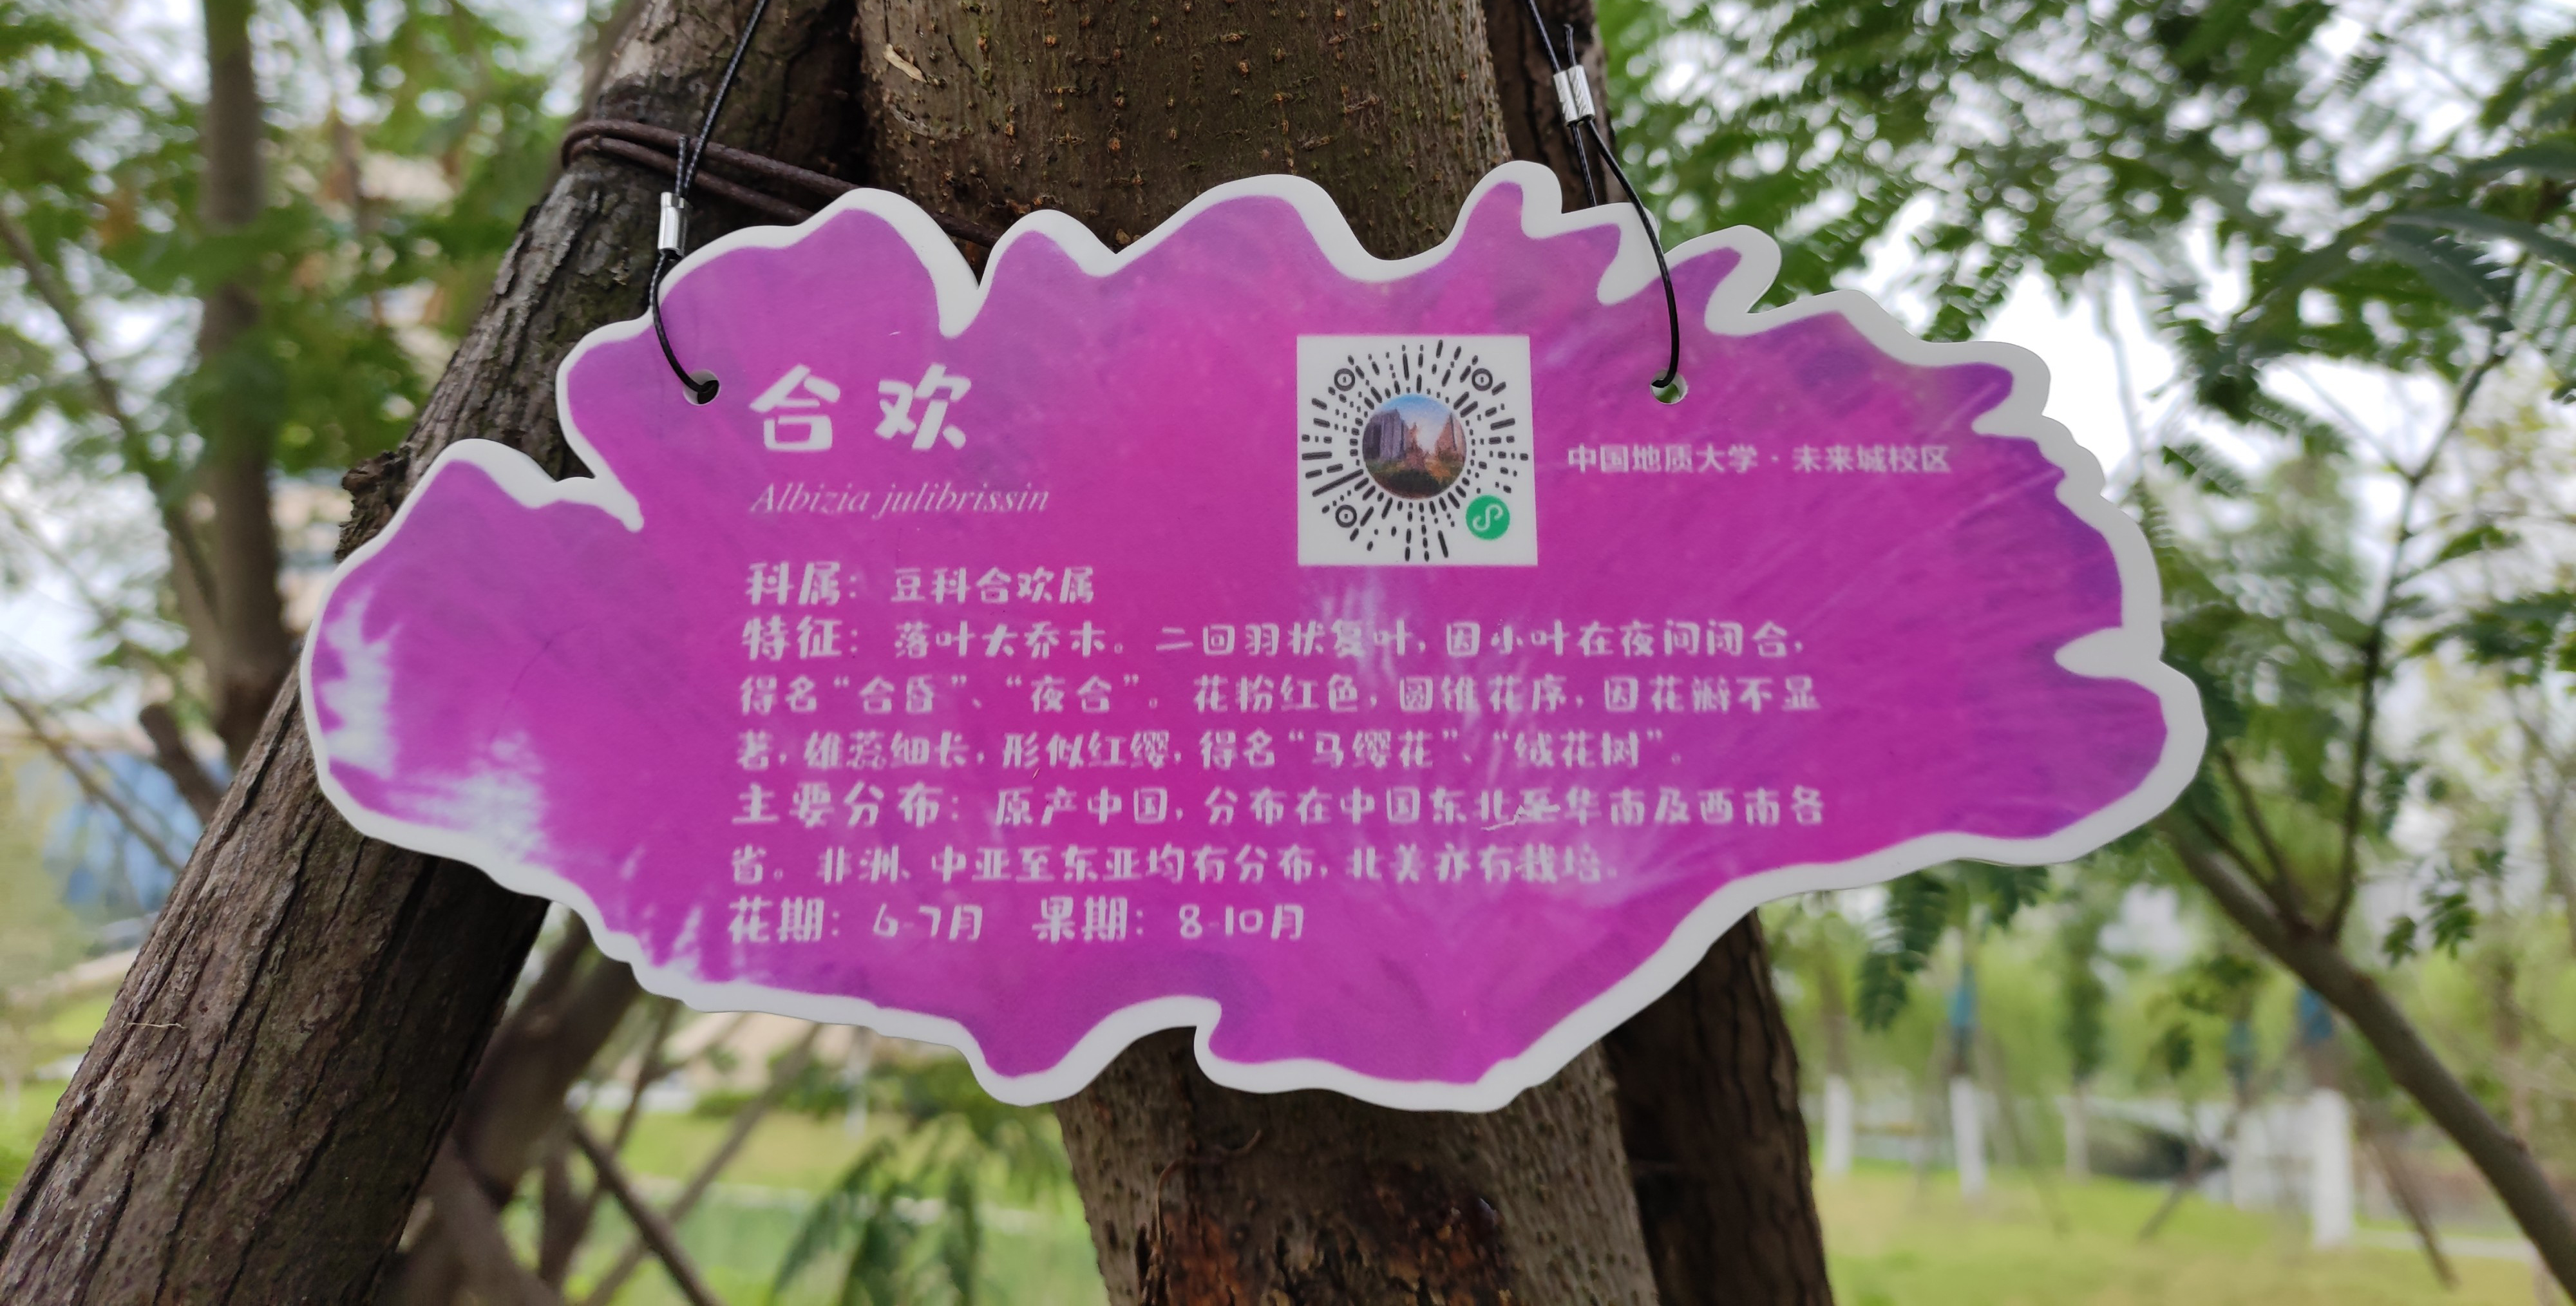 合欢
Albizia julibrissin
中国地质大学·未来城校区
科属：豆科合欢属
特征：落叶大乔木。二回羽状复叶，因小叶在夜间闭合，
得名“合昏”、“夜合”。花粉红色，圆锥花序，因花瓣不显
著，雄蕊细长，形似红缨，得名“马缨花”、“绒花树”。
主要分布：原产中国，分布在中国东北至华南及西南各
省。非洲、中亚至东亚均有分布，北美亦有栽培。
花期：6-7月 果期：8-10月